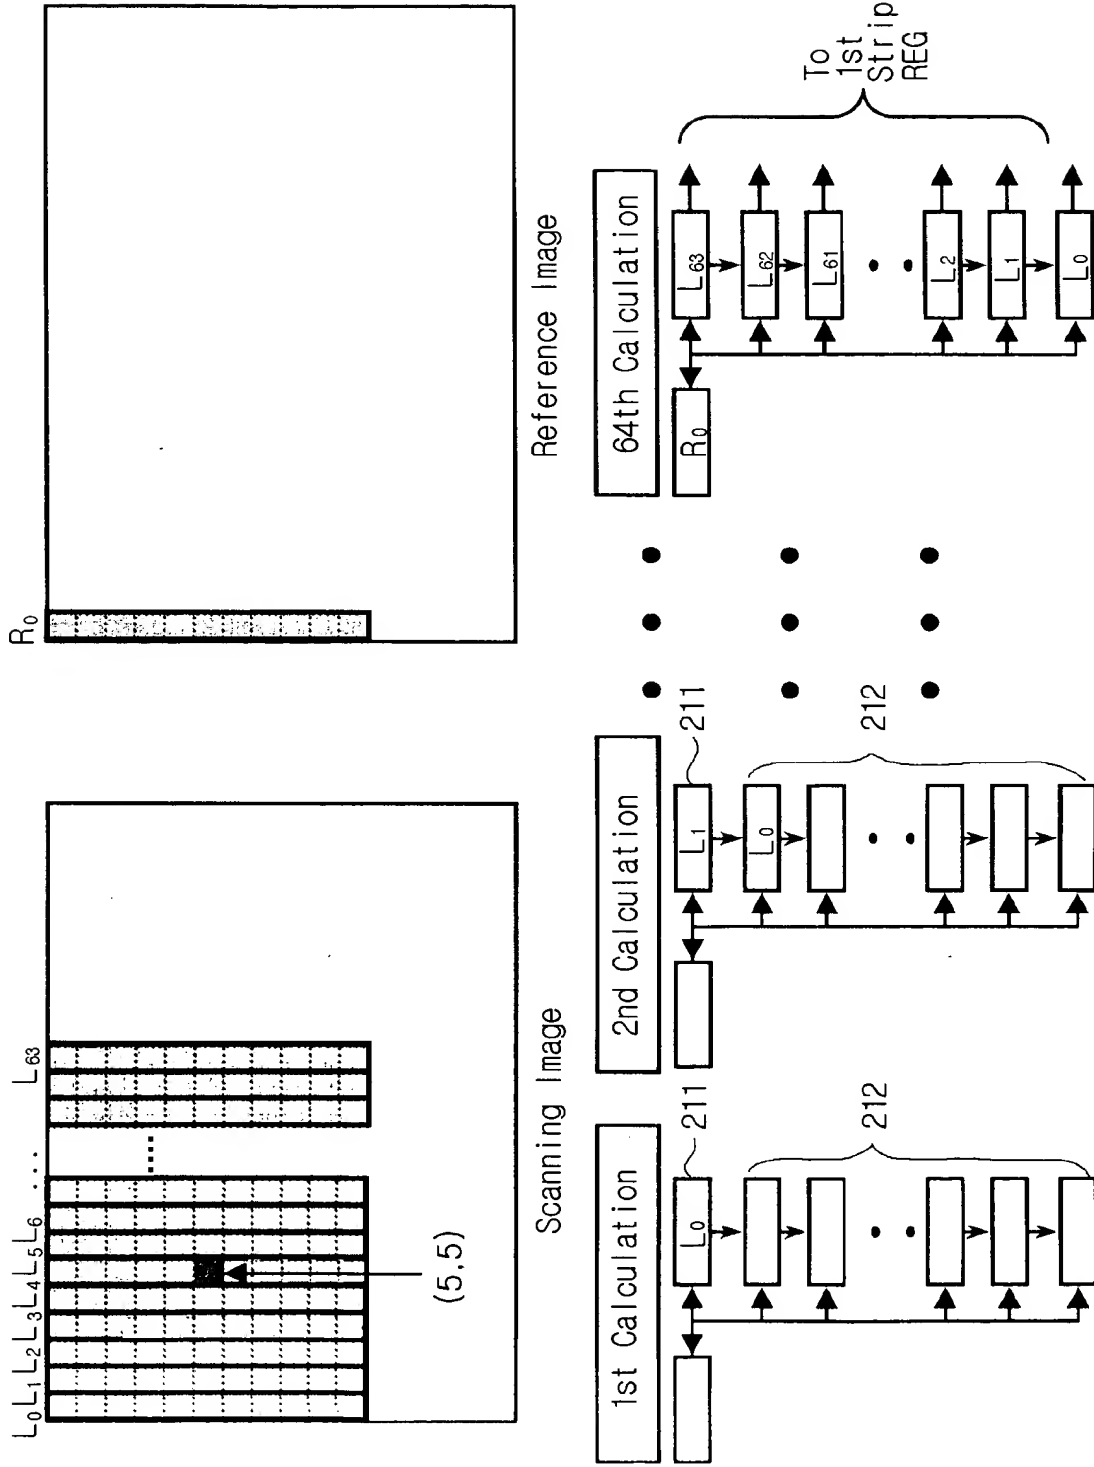 L0 L1 L2 L3 L4 L5 L6 ... L63
(5,5)
Scanning Image
R0
Reference Image
1st Calculation
L0
211
212
2nd Calculation
L1
L0
211
212
64th Calculation
R0
L63
L62
L61
L2
L1
L0
To
1st
Strip
REG